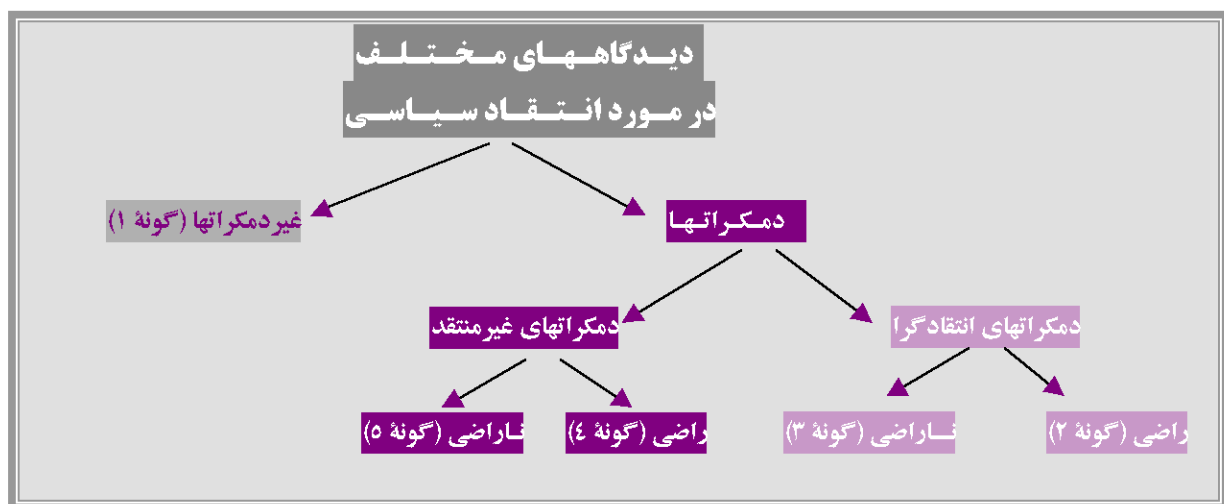 دیدگاههای مختلف
در مورد انتقاد سیاسی
دمکراتها
غیردمکراتها (گونهٔ ۱)
دمکراتهای انتقادگرا
دمکراتهای غیرمنتقد
راضی (گونهٔ ۲)
ناراضی (گونهٔ ۳)
راضی (گونهٔ ٤)
ناراضی (گونهٔ ٥)